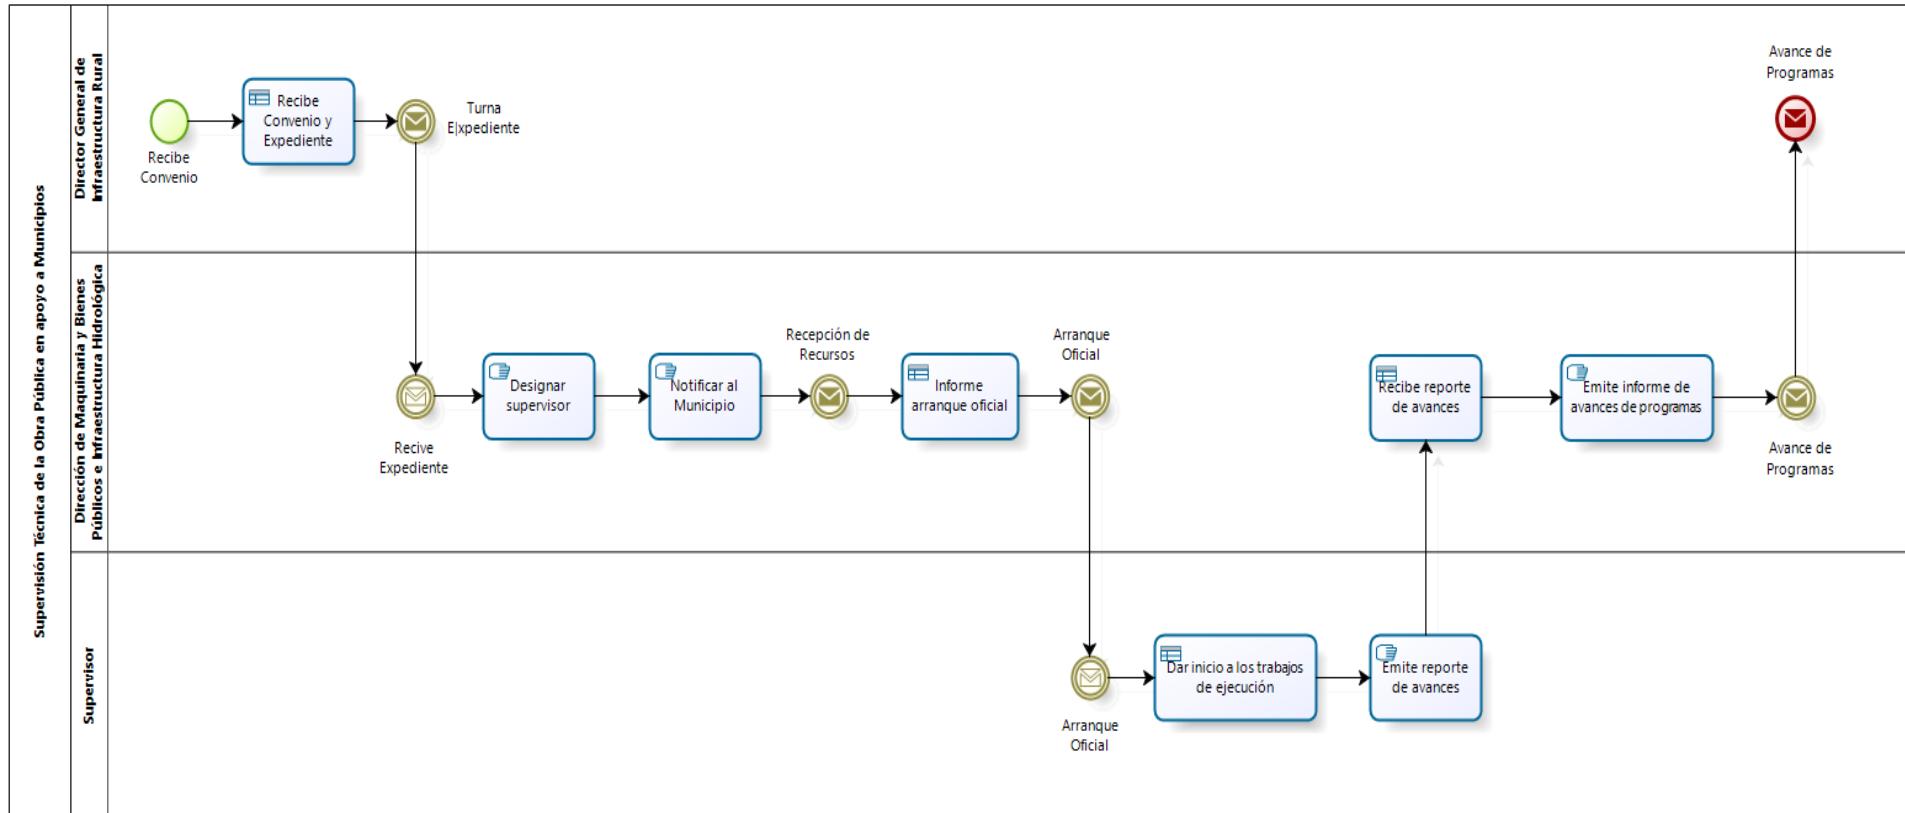 Supervisión Técnica de la Obra Pública en apoyo a Municipios
Director General de
Infraestructura Rural
Recibe
Convenio
Recibe
Convenio y
Expediente
Turna
E|xpediente
Avance de
Programas
Dirección de Maquinaria y Bienes
Públicos e Infraestructura Hidrológica
Recive
Expediente
Designar
supervisor
Notificar al
Municipio
Recepción de
Recursos
Informe
arranque oficial
Arranque
Oficial
Recibe reporte
de avances
Emite informe de
avances de programas
Avance de
Programas
Supervisor
Arranque
Oficial
Dar inicio a los trabajos
de ejecución
Emite reporte
de avances